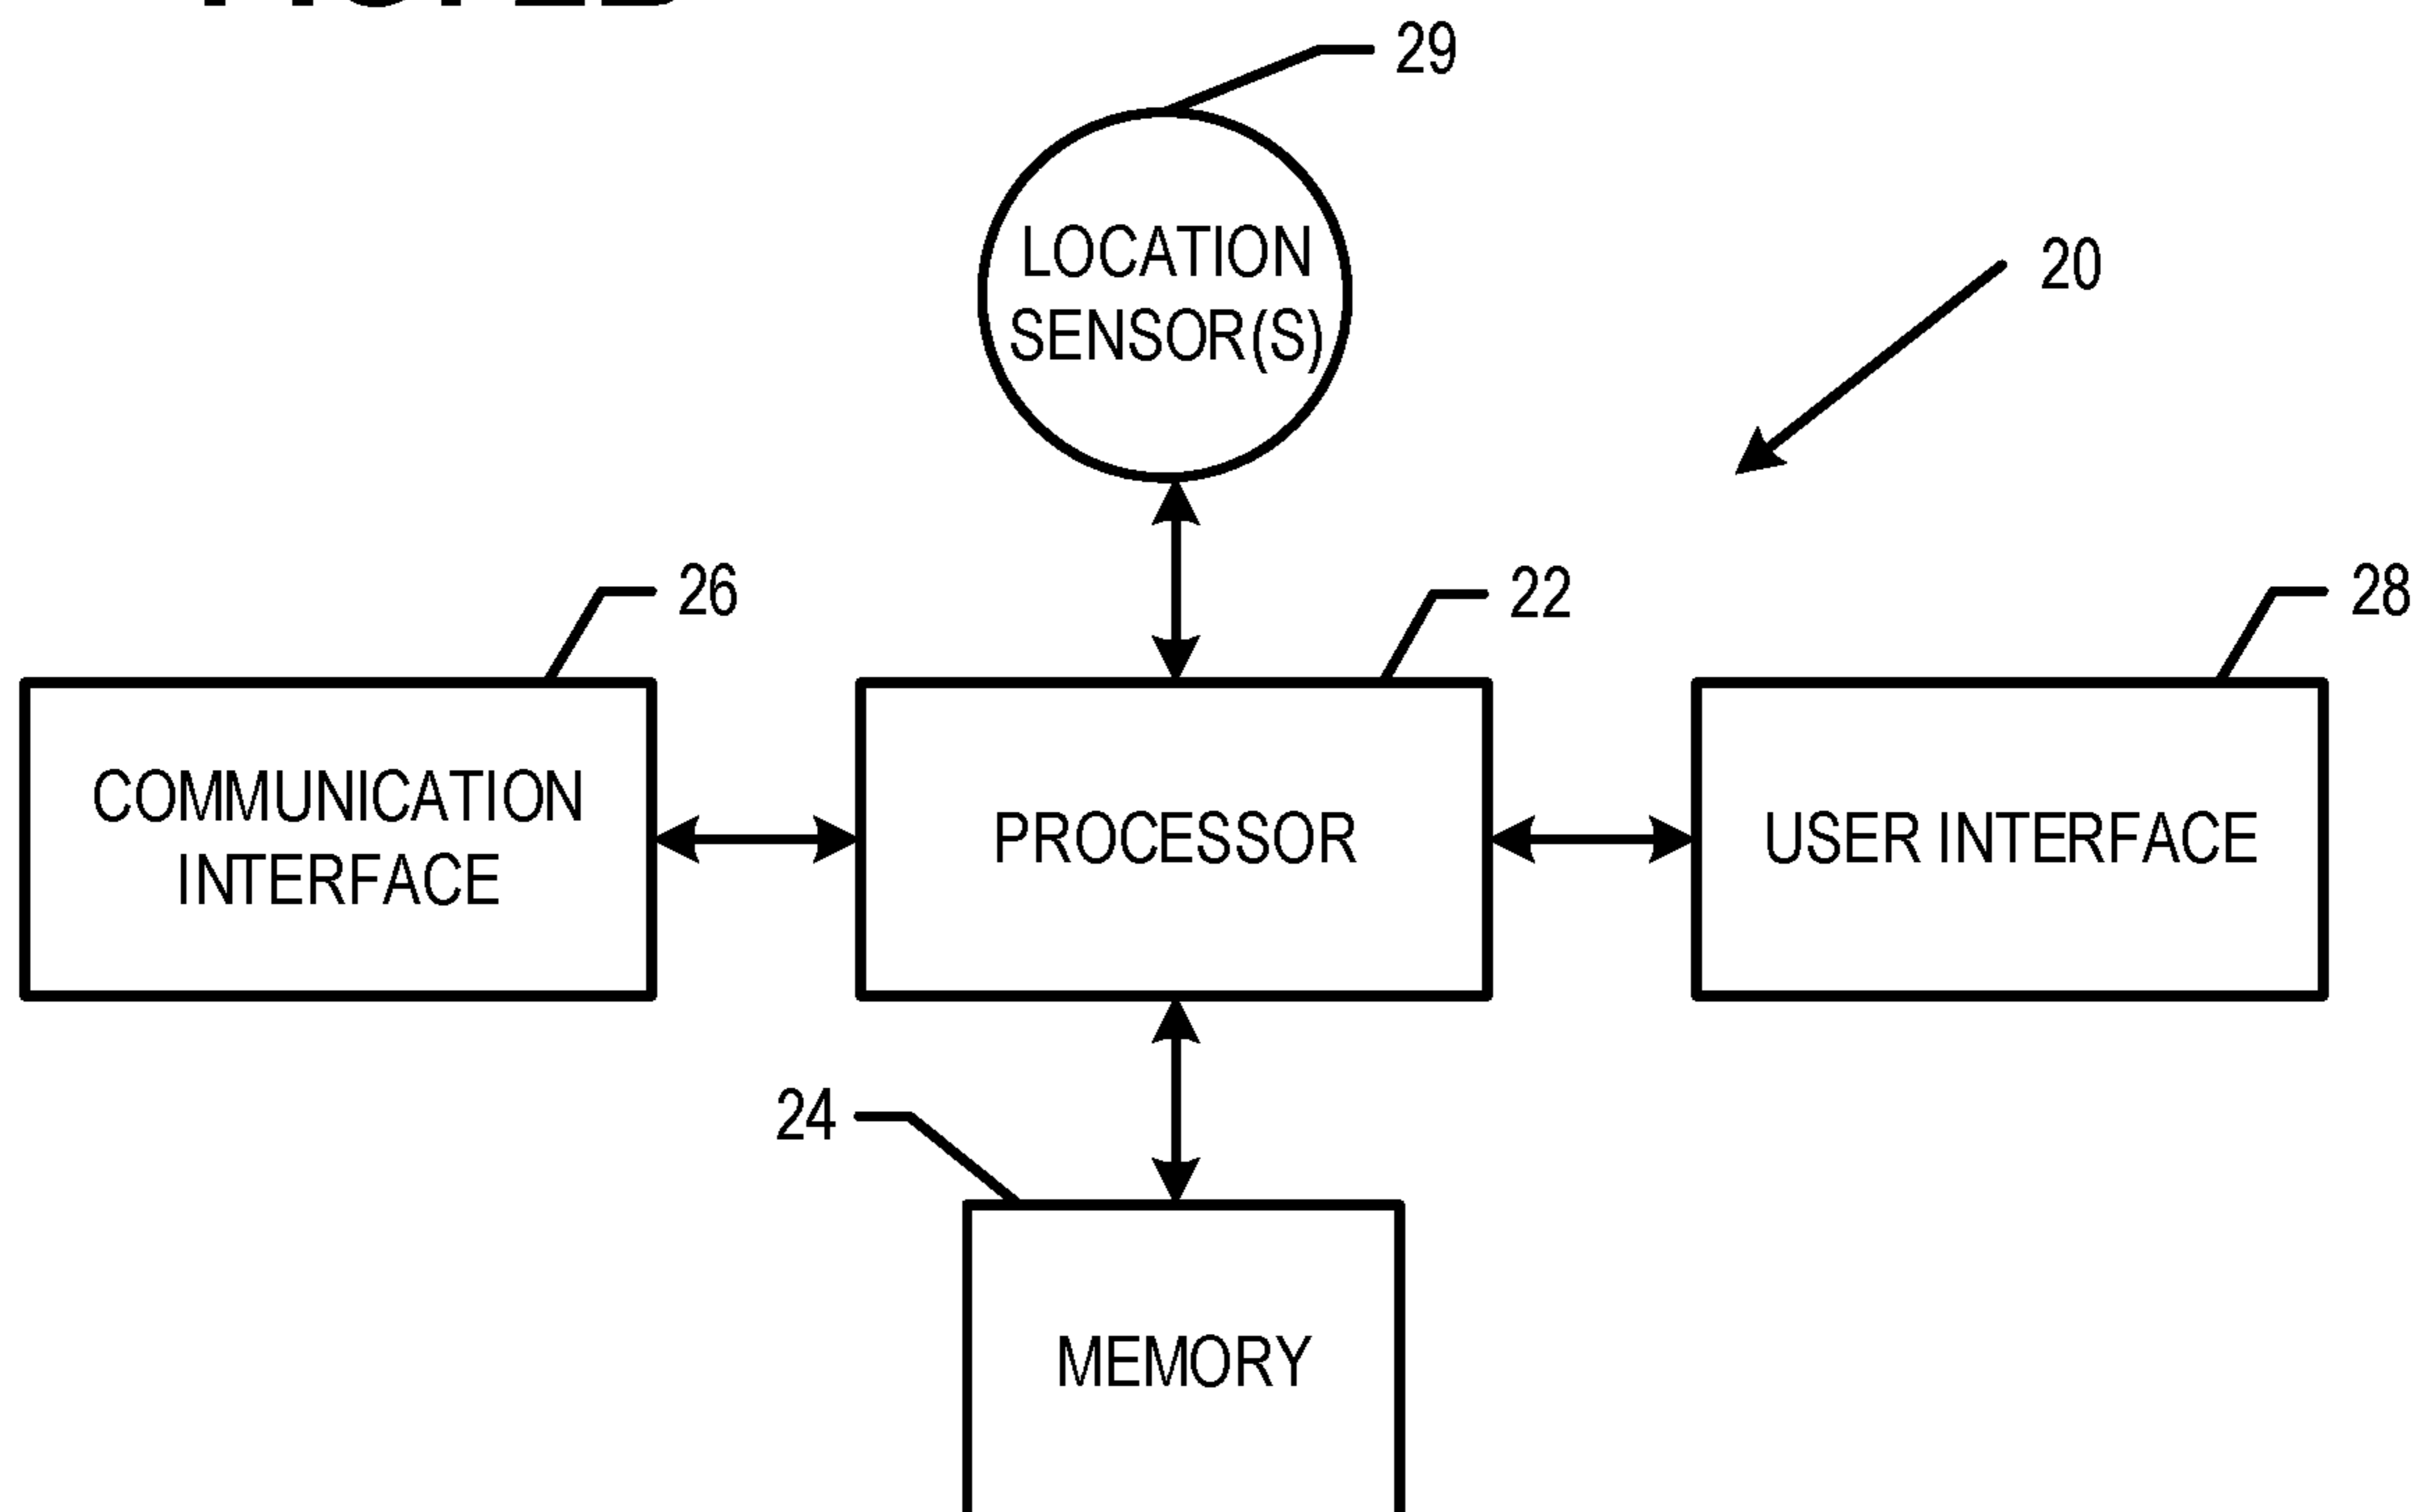 29
LOCATION
SENSOR(S)
20
26
22
28
COMMUNICATION
INTERFACE
PROCESSOR
USER INTERFACE
24
MEMORY